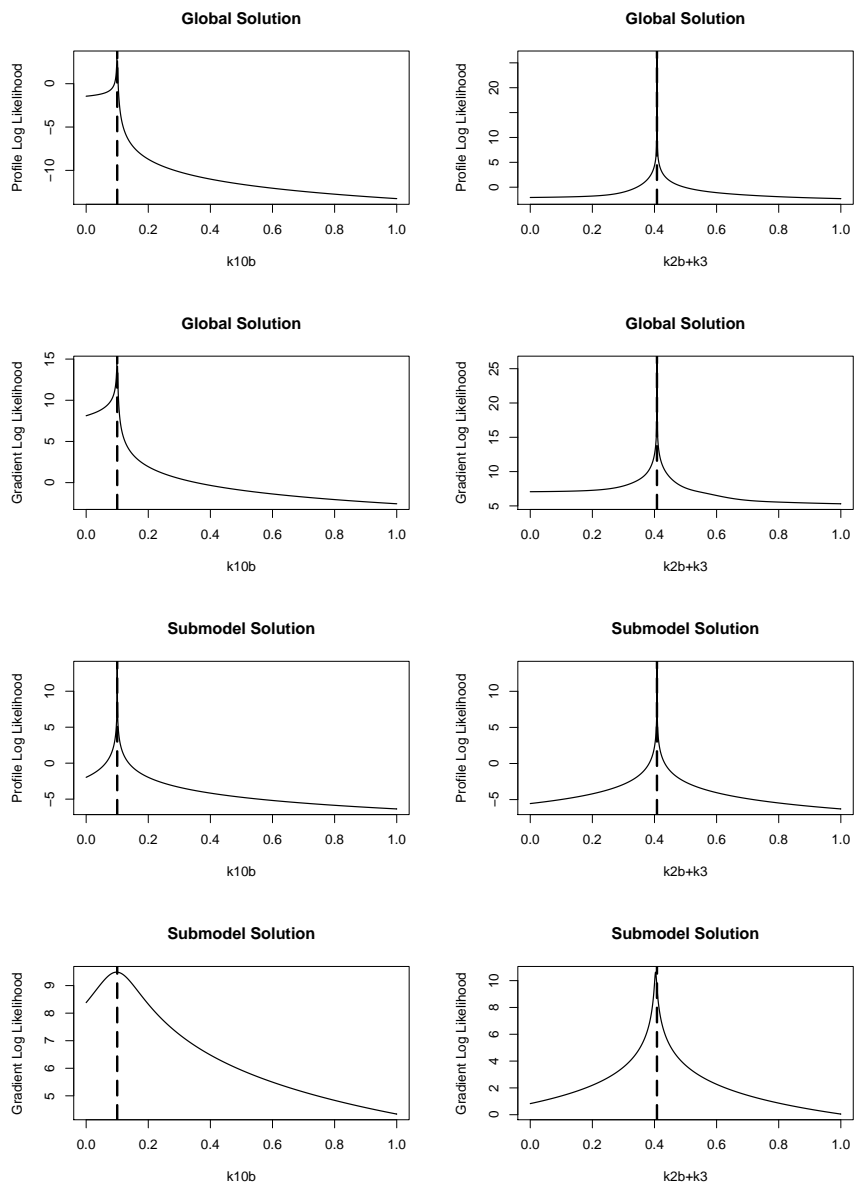 Global Solution
Profile Log Likelihood
0
−5
−10
0.0 0.2 0.4 0.6 0.8 1.0
k10b
Global Solution
Profile Log Likelihood
20
10
5
0
0.0 0.2 0.4 0.6 0.8 1.0
k2b+k3
Global Solution
Gradient Log Likelihood
15
10
5
0
0.0 0.2 0.4 0.6 0.8 1.0
k10b
Global Solution
Gradient Log Likelihood
25
20
15
10
5
0.0 0.2 0.4 0.6 0.8 1.0
k2b+k3
Submodel Solution
Profile Log Likelihood
10
5
0
−5
0.0 0.2 0.4 0.6 0.8 1.0
k10b
Submodel Solution
Profile Log Likelihood
10
5
0
−5
0.0 0.2 0.4 0.6 0.8 1.0
k2b+k3
Submodel Solution
Gradient Log Likelihood
9
8
7
6
5
0.0 0.2 0.4 0.6 0.8 1.0
k10b
Submodel Solution
Gradient Log Likelihood
10
8
6
4
2
0
0.0 0.2 0.4 0.6 0.8 1.0
k2b+k3